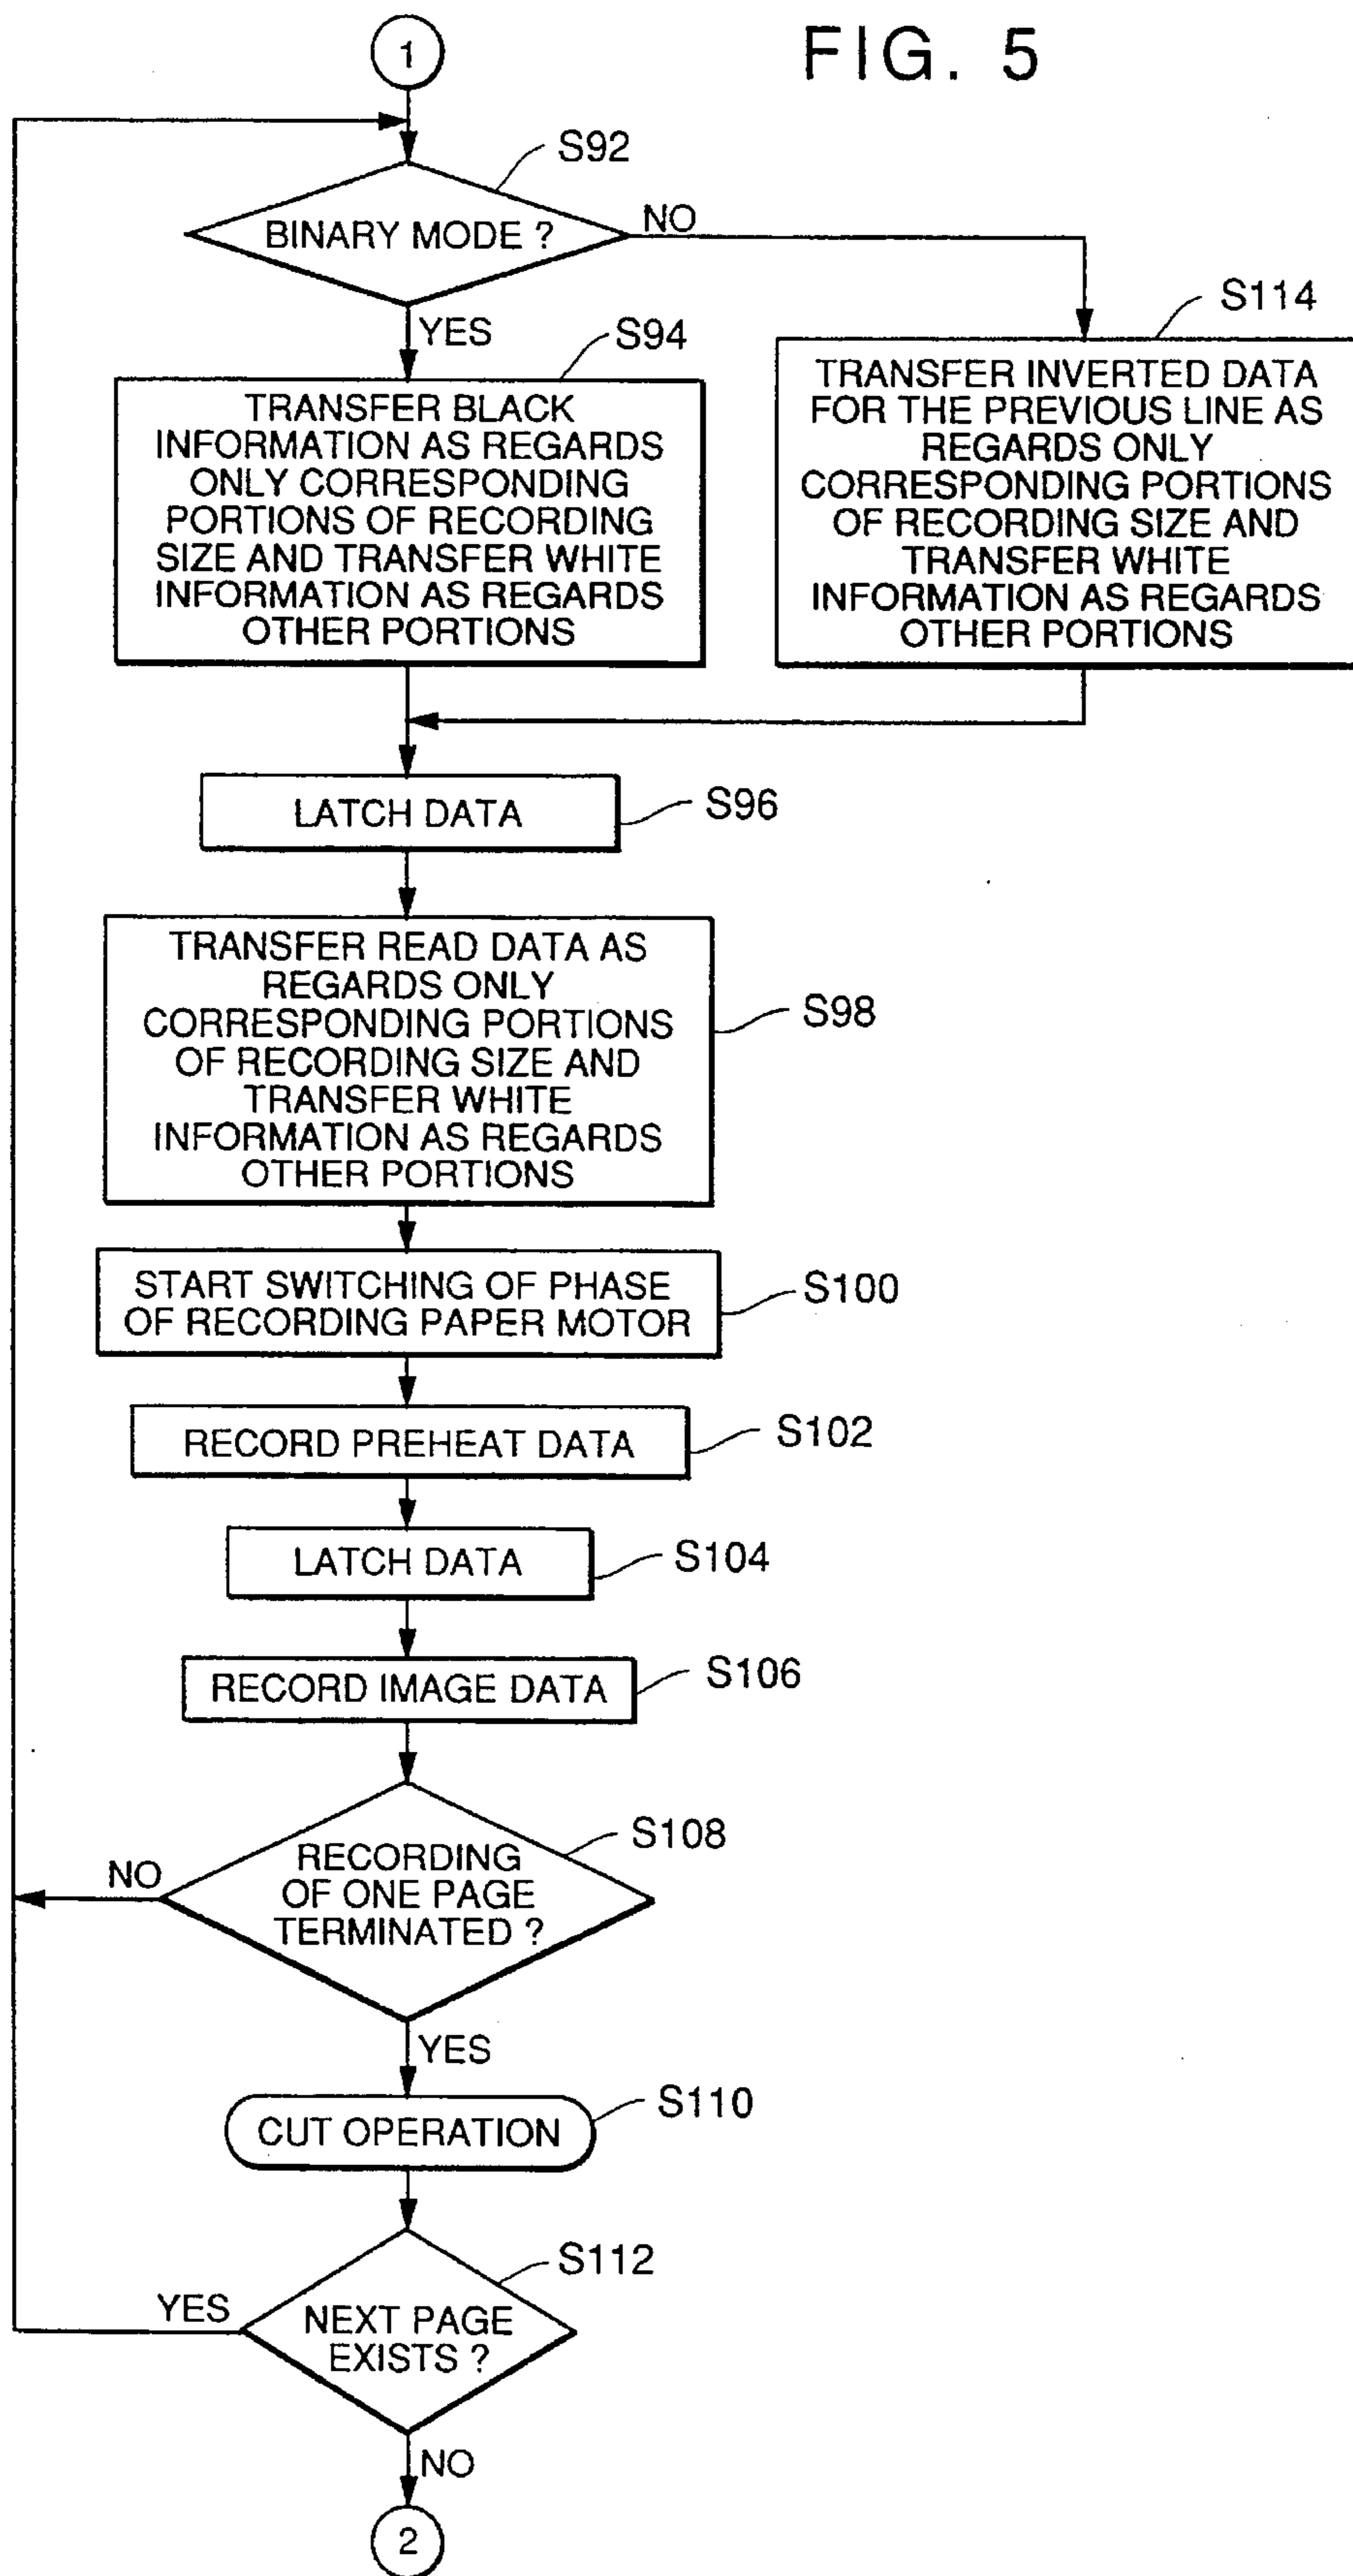 FIG. 5
1
S92
BINARY MODE ?
NO
YES
S94
TRANSFER BLACK
INFORMATION AS REGARDS
ONLY CORRESPONDING
PORTIONS OF RECORDING
SIZE AND TRANSFER WHITE
INFORMATION AS REGARDS
OTHER PORTIONS
S114
TRANSFER INVERTED DATA
FOR THE PREVIOUS LINE AS
REGARDS ONLY
CORRESPONDING PORTIONS
OF RECORDING SIZE AND
TRANSFER WHITE
INFORMATION AS REGARDS
OTHER PORTIONS
LATCH DATA
S96
TRANSFER READ DATA AS
REGARDS ONLY
CORRESPONDING PORTIONS
OF RECORDING SIZE AND
TRANSFER WHITE
INFORMATION AS REGARDS
OTHER PORTIONS
S98
START SWITCHING OF PHASE
OF RECORDING PAPER MOTOR
S100
RECORD PREHEAT DATA
S102
LATCH DATA
S104
RECORD IMAGE DATA
S106
RECORDING
OF ONE PAGE
TERMINATED ?
S108
NO
YES
CUT OPERATION
S110
NEXT PAGE
EXISTS ?
S112
YES
NO
2